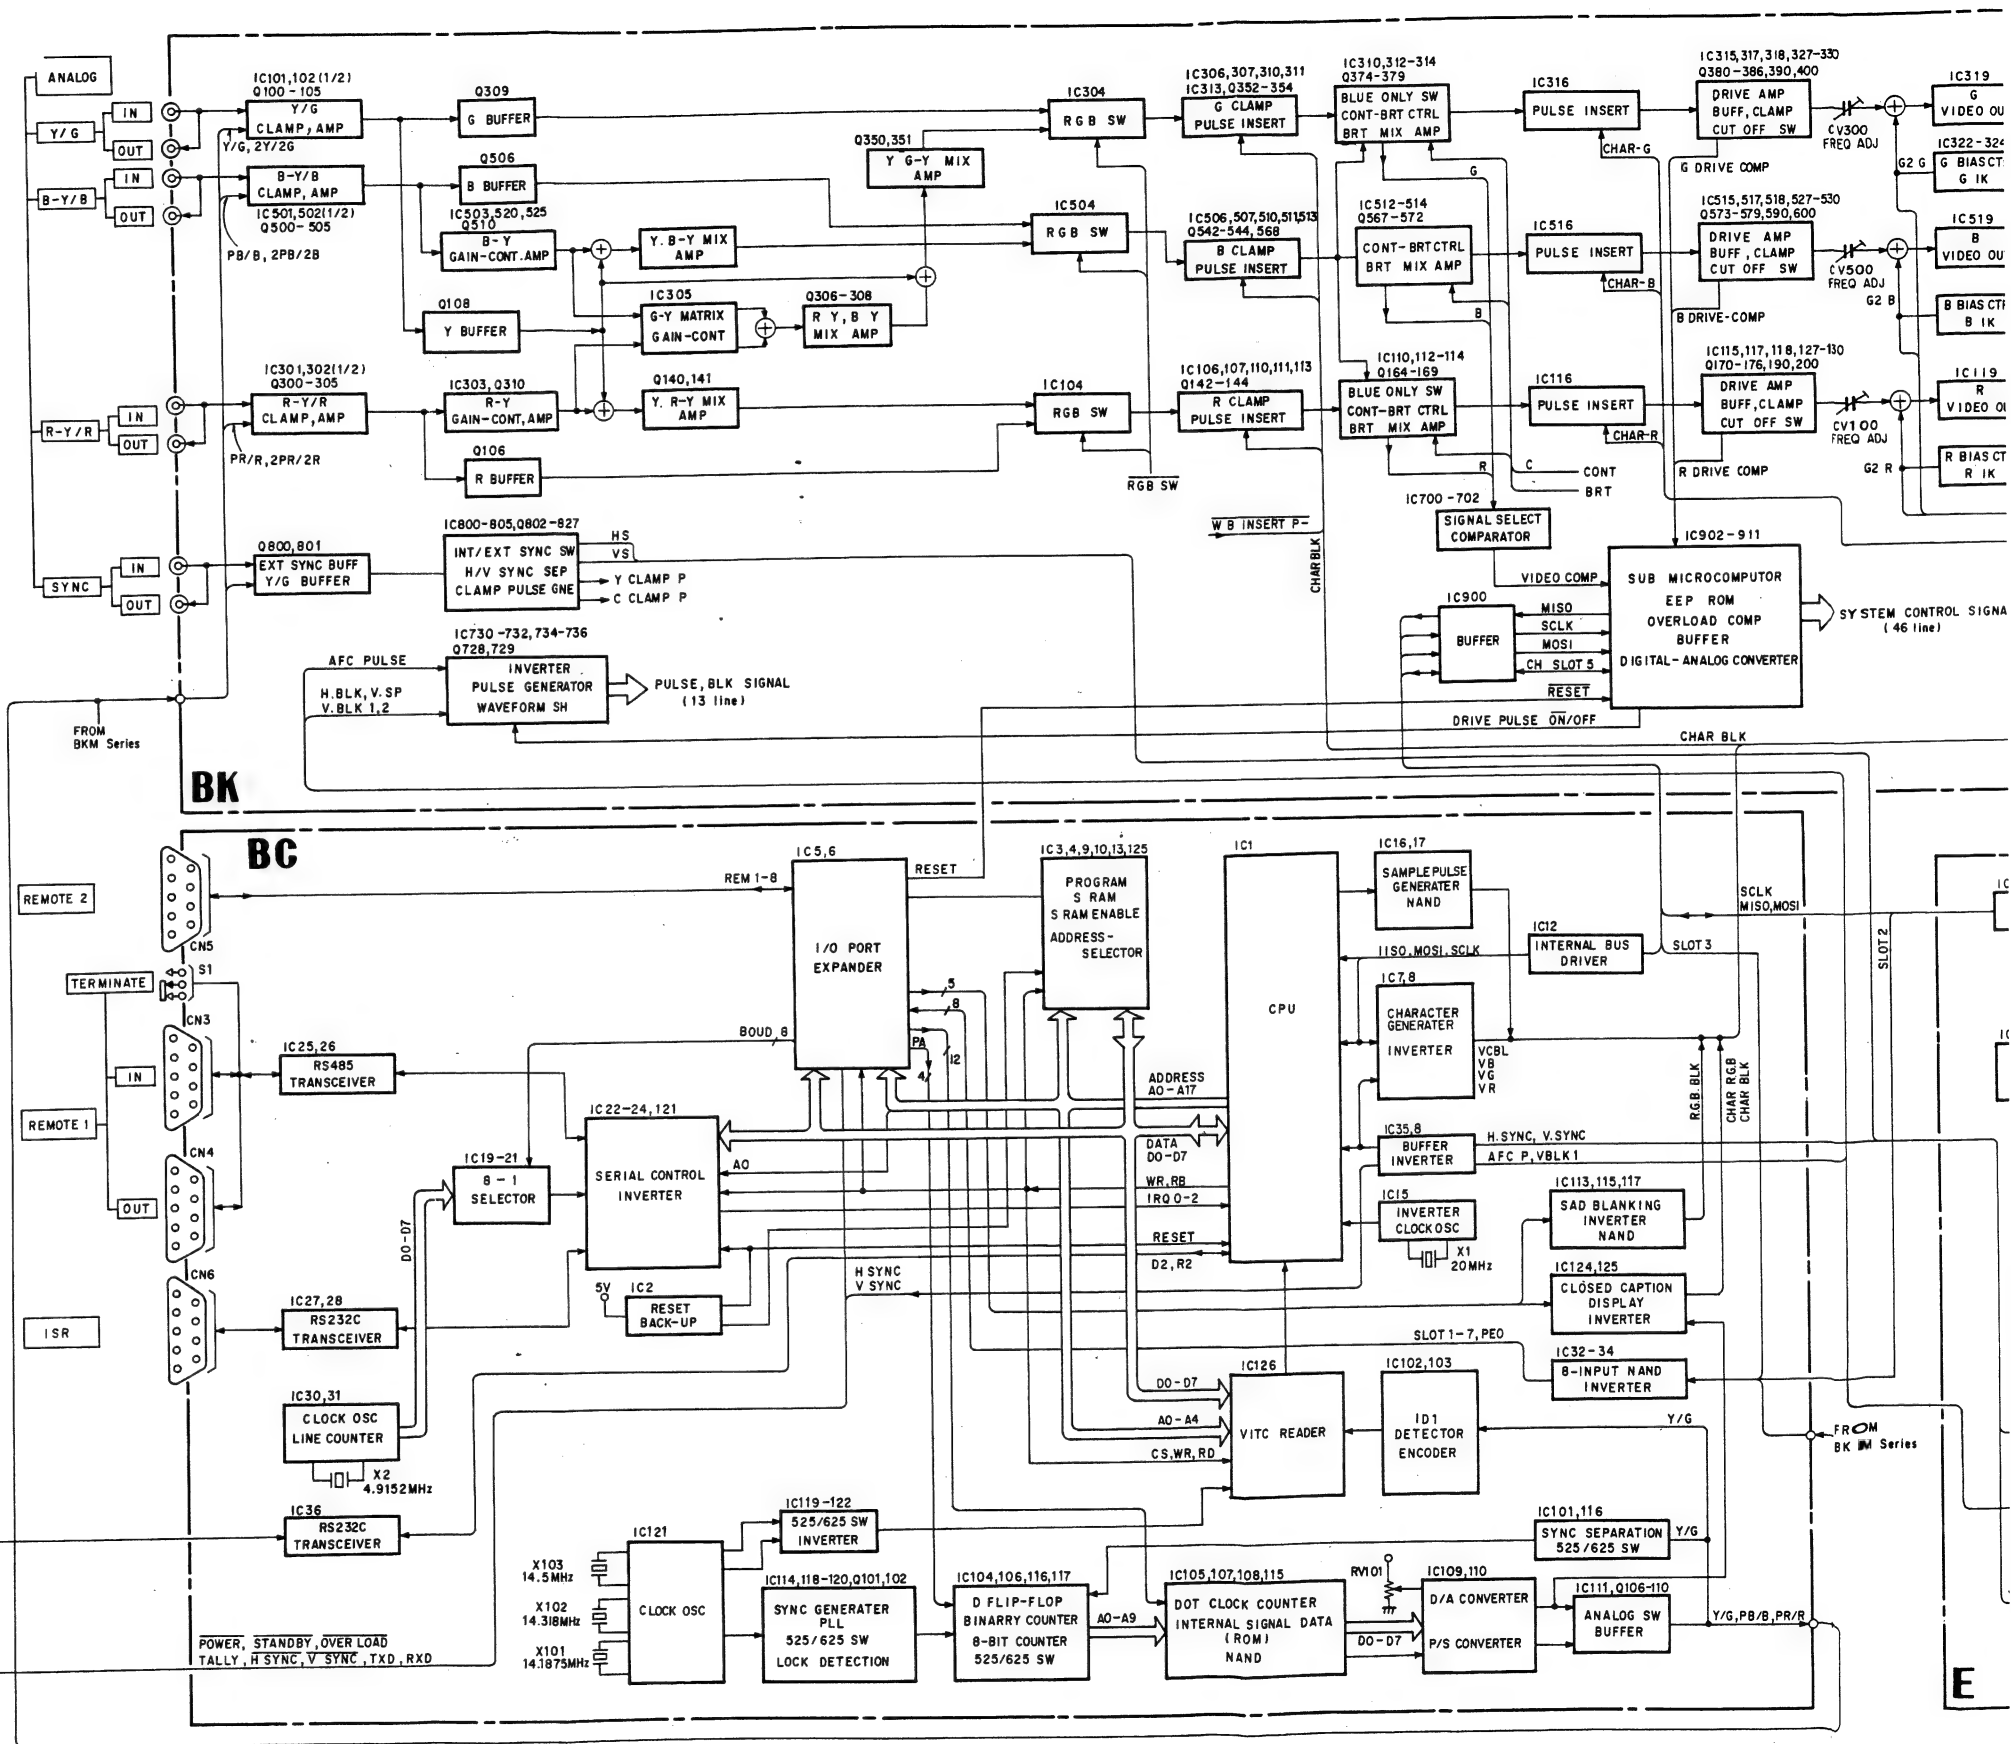 ANALOG
Y/G
IN
OUT
B-Y/B
IN
OUT
R-Y/R
IN
OUT
SYNC
IN
OUT
IC101,102(1/2)
Q100-105
Y/G
CLAMP, AMP
Y/G, 2Y/2G
B-Y/B
CLAMP, AMP
IC501,502(1/2)
Q500-505
PB/B, 2PB/2B
IC301,302(1/2)
Q300-305
R-Y/R
CLAMP, AMP
PR/R, 2PR/2R
Q309
G BUFFER
Q506
B BUFFER
IC503,520,525
Q510
B-Y
GAIN-CONT. AMP
Q108
Y BUFFER
IC303, Q310
R-Y
GAIN-CONT, AMP
Q106
R BUFFER
Y. B-Y MIX
AMP
IC305
G-Y MATRIX
GAIN-CONT
Q140,141
Y. R-Y MIX
AMP
Q306-308
R Y, B Y
MIX AMP
Q350,351
Y G-Y MIX
AMP
IC304
RGB SW
IC504
RGB SW
IC104
RGB SW
RGB SW
IC306,307,310,311
IC313, Q352-354
G CLAMP
PULSE INSERT
IC506,507,510,511,513
Q542-544,568
B CLAMP
PULSE INSERT
IC106,107,110,111,113
Q142-144
R CLAMP
PULSE INSERT
IC310,312-314
Q374-379
BLUE ONLY SW
CONT-BRT CTRL
BRT MIX AMP
G
IC512-514
Q567-572
CONT-BRT CTRL
BRT MIX AMP
B
IC110,112-114
Q164-169
BLUE ONLY SW
CONT-BRT CTRL
BRT MIX AMP
R
C
CONT
BRT
IC316
PULSE INSERT
CHAR-G
IC516
PULSE INSERT
CHAR-B
IC116
PULSE INSERT
CHAR-R
IC315,317,318,327-330
Q380-386,390,400
DRIVE AMP
BUFF, CLAMP
CUT OFF SW
G DRIVE COMP
IC515,517,518,527-530
Q573-579,590,600
DRIVE AMP
BUFF, CLAMP
CUT OFF SW
B DRIVE-COMP
IC115,117,118,127-130
Q170-176,190,200
DRIVE AMP
BUFF, CLAMP
CUT OFF SW
R DRIVE COMP
CV300
FREQ ADJ
CV500
FREQ ADJ
CV100
FREQ ADJ
G2 G
G2 B
G2 R
IC319
G
VIDEO OU
IC322-324
G BIAS CT
G IK
IC519
B
VIDEO OU
B BIAS CT
B IK
IC119
R
VIDEO
R BIAS CT
R IK
Q800,801
EXT SYNC BUFF
Y/G BUFFER
IC800-805,Q802-827
INT/EXT SYNC SW
H/V SYNC SEP
CLAMP PULSE GNE
HS
VS
Y CLAMP P
C CLAMP P
IC730-732,734-736
Q728,729
INVERTER
PULSE GENERATOR
WAVEFORM SH
AFC PULSE
H.BLK, V.SP
V.BLK 1,2
PULSE, BLK SIGNAL
(13 line)
W B INSERT P-
CHARBLK
IC700-702
SIGNAL SELECT
COMPARATOR
VIDEO COMP
IC900
BUFFER
MISO
SCLK
MOSI
CH SLOT 5
RESET
DRIVE PULSE ON/OFF
IC902-911
SUB MICROCOMPUTOR
EEP ROM
OVERLOAD COMP
BUFFER
DIGITAL-ANALOG CONVERTER
SYSTEM CONTROL SIGNA
(46 line)
CHAR BLK
FROM
BKM Series
BK
BC
REMOTE 2
CN5
TERMINATE
S1
CN3
IN
REMOTE 1
CN4
OUT
CN6
ISR
IC25,26
RS485
TRANSCEIVER
IC27,28
RS232C
TRANSCEIVER
IC30,31
CLOCK OSC
LINE COUNTER
X2
4.9152MHz
IC36
RS232C
TRANSCEIVER
D0-D7
IC19-21
8-1
SELECTOR
IC22-24,121
SERIAL CONTROL
INVERTER
5V
IC2
RESET
BACK-UP
REM 1-8
BOUD
8
IC5,6
I/O PORT
EXPANDER
RESET
5
8
12
PA
4
IC3,4,9,10,13,125
PROGRAM
S RAM
S RAM ENABLE
ADDRESS-
SELECTOR
ADDRESS
A0-A17
DATA
D0-D7
A0
WR,RB
IRQ 0-2
RESET
D2, R2
H SYNC
V SYNC
IC1
CPU
IC16,17
SAMPLE PULSE
GENERATER
NAND
IC12
INTERNAL BUS
DRIVER
IISO,MOSI,SCLK
SLOT 3
SCLK
MISO,MOSI
SLOT 2
IC7,8
CHARACTER
GENERATER
INVERTER
VCBL
VB
VG
VR
R.G.B. BLK
CHAR R.G.B
CHAR BLK
IC35,8
BUFFER
INVERTER
H.SYNC, V.SYNC
AFC P, VBLK 1
IC15
INVERTER
CLOCK OSC
X1
20MHz
IC113,115,117
SAD BLANKING
INVERTER
NAND
IC124,125
CLOSED CAPTION
DISPLAY
INVERTER
SLOT 1-7, PE0
IC32-34
8-INPUT NAND
INVERTER
IC126
VITC READER
D0-D7
A0-A4
CS,WR,RD
IC102,103
ID1
DETECTOR
ENCODER
Y/G
FROM
BK M Series
IC101,116
SYNC SEPARATION
525/625 SW
Y/G
IC119-122
525/625 SW
INVERTER
IC121
CLOCK OSC
X103
14.5MHz
X102
14.318MHz
X101
14.1875MHz
IC114,118-120,Q101,102
SYNC GENERATER
PLL
525/625 SW
LOCK DETECTION
IC104,106,116,117
D FLIP-FLOP
BINARRY COUNTER
8-BIT COUNTER
525/625 SW
A0-A9
IC105,107,108,115
DOT CLOCK COUNTER
INTERNAL SIGNAL DATA
(ROM)
NAND
D0-D7
RV101
IC109,110
D/A CONVERTER
P/S CONVERTER
IC111, Q106-110
ANALOG SW
BUFFER
Y/G,PB/B,PR/R
POWER, STANDBY, OVER LOAD
TALLY, H SYNC, V SYNC, TXD, RXD
E